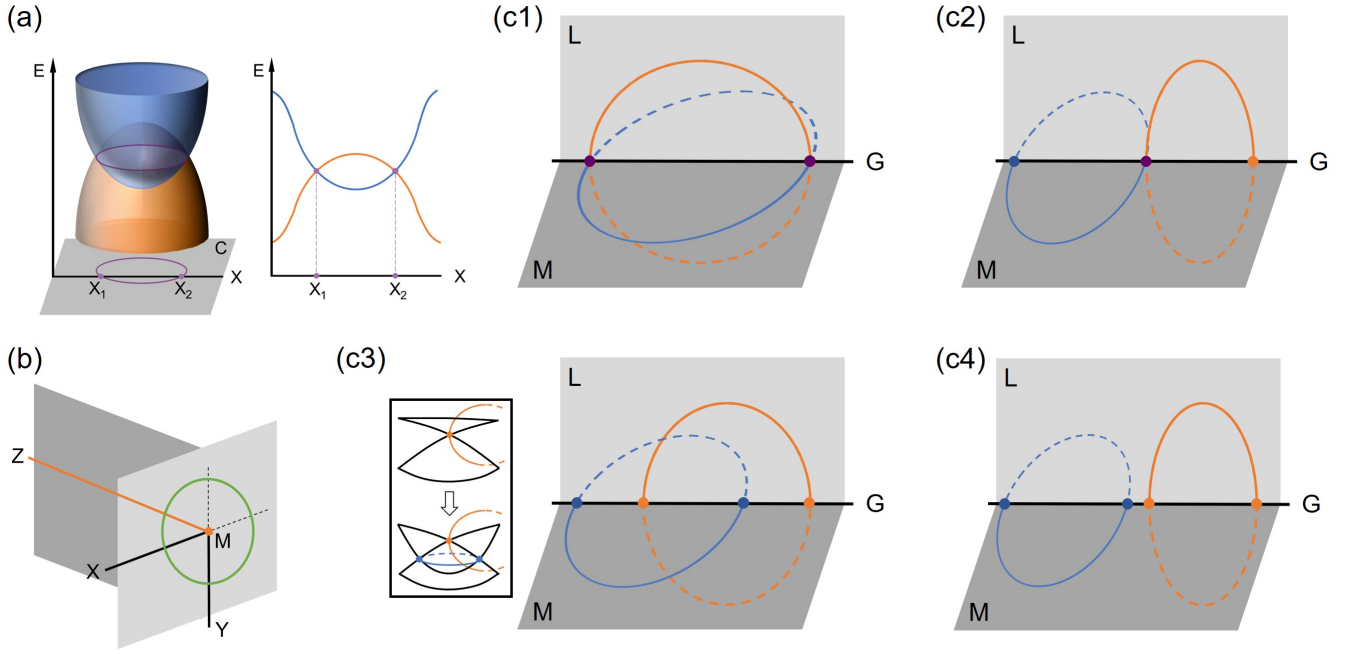 (a)
E
C
X₁
X₂
X
E
X₁
X₂
X
(c1)
L
G
M
(c2)
L
G
M
(b)
Z
M
X
Y
(c3)
L
G
M
(c4)
L
G
M